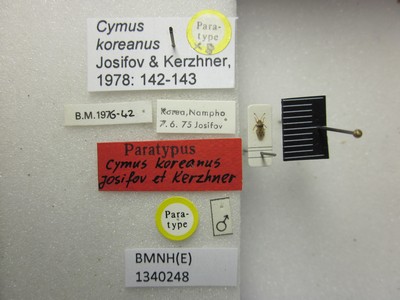 Cymus
koreanus
Josifov & Kerzhner,
1978: 142-143
Para-
type
B.M.1976-42
Korea, Nampho
7.6.75 Josifov
Paratypus
Cymus koreanus
Josifov et Kerzhner
Para-
type
♂
BMNH(E)
1340248